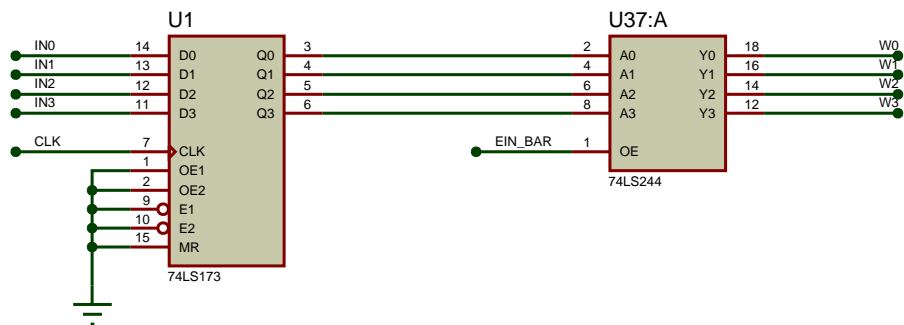 U1
U37:A
IN0 14 D0 Q0 3 2 A0 Y0 18 W0
IN1 13 D1 Q1 4 4 A1 Y1 16 W1
IN2 12 D2 Q2 5 6 A2 Y2 14 W2
IN3 11 D3 Q3 6 8 A3 Y3 12 W3
CLK 7 CLK EIN_BAR 1 OE
1 OE1
2 OE2
9 E1
10 E2
15 MR
74LS173
74LS244